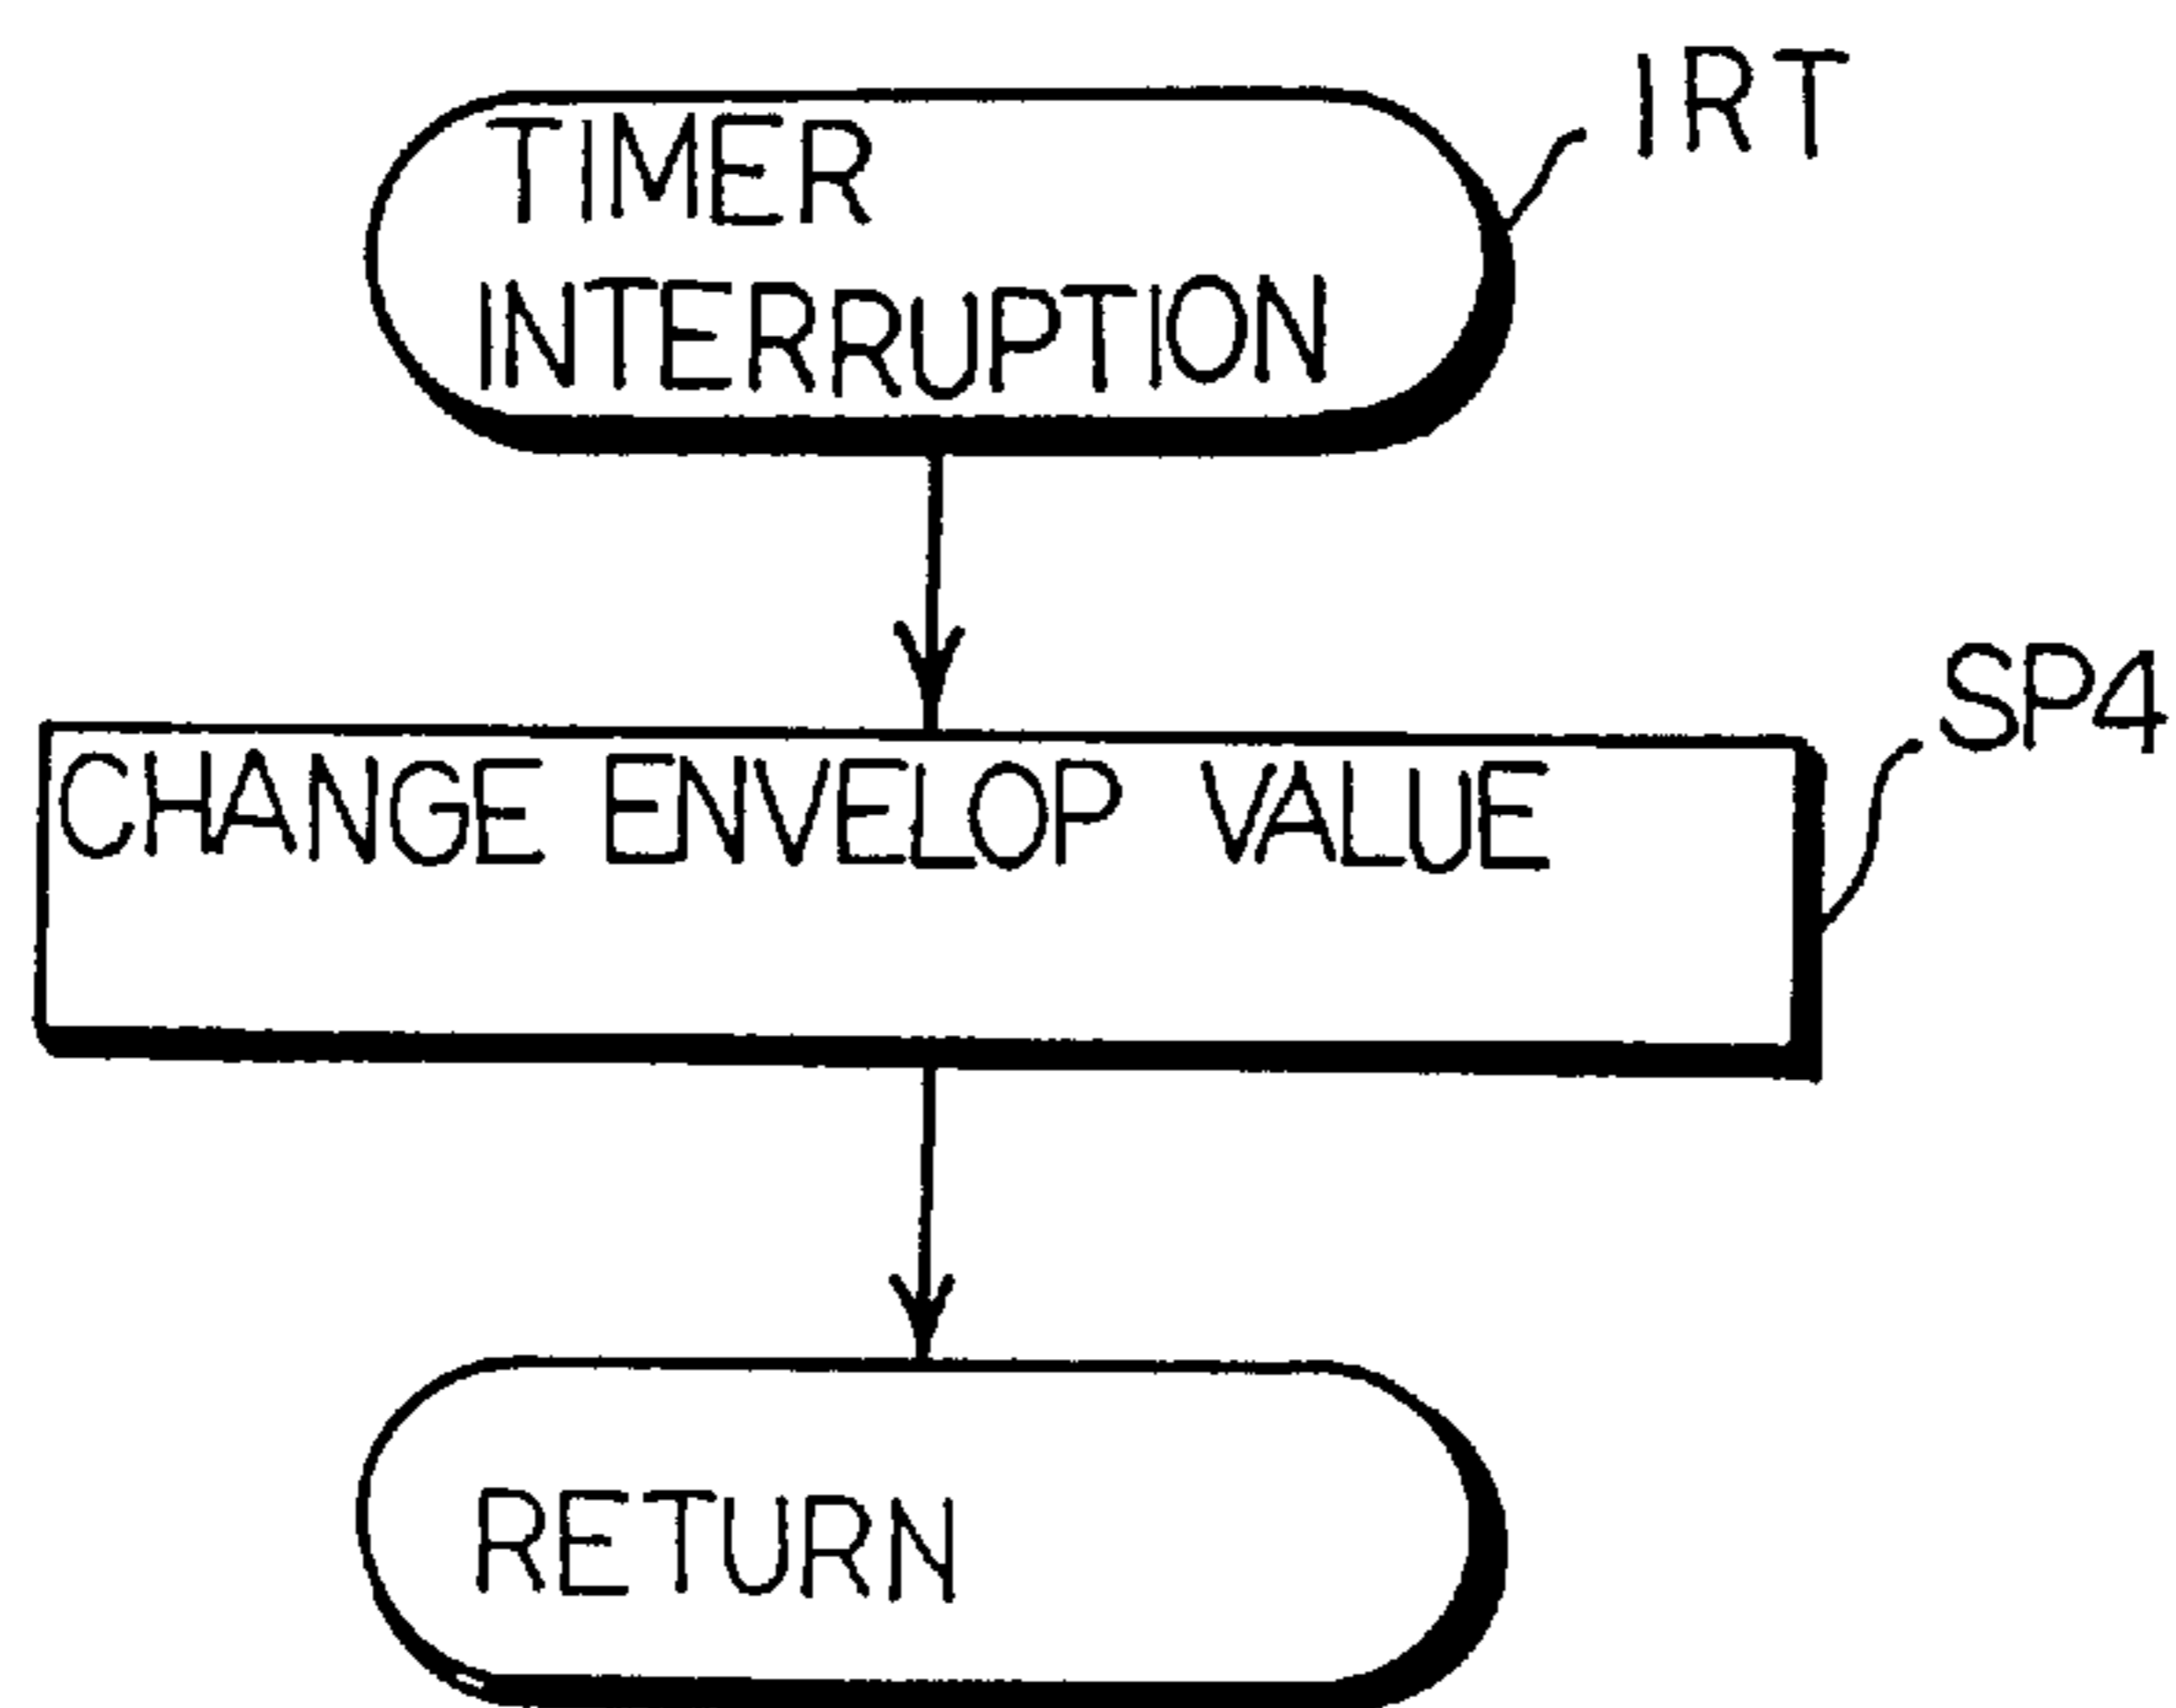 IRT
TIMER
INTERRUPTION
SP4
CHANGE ENVELOP VALUE
RETURN